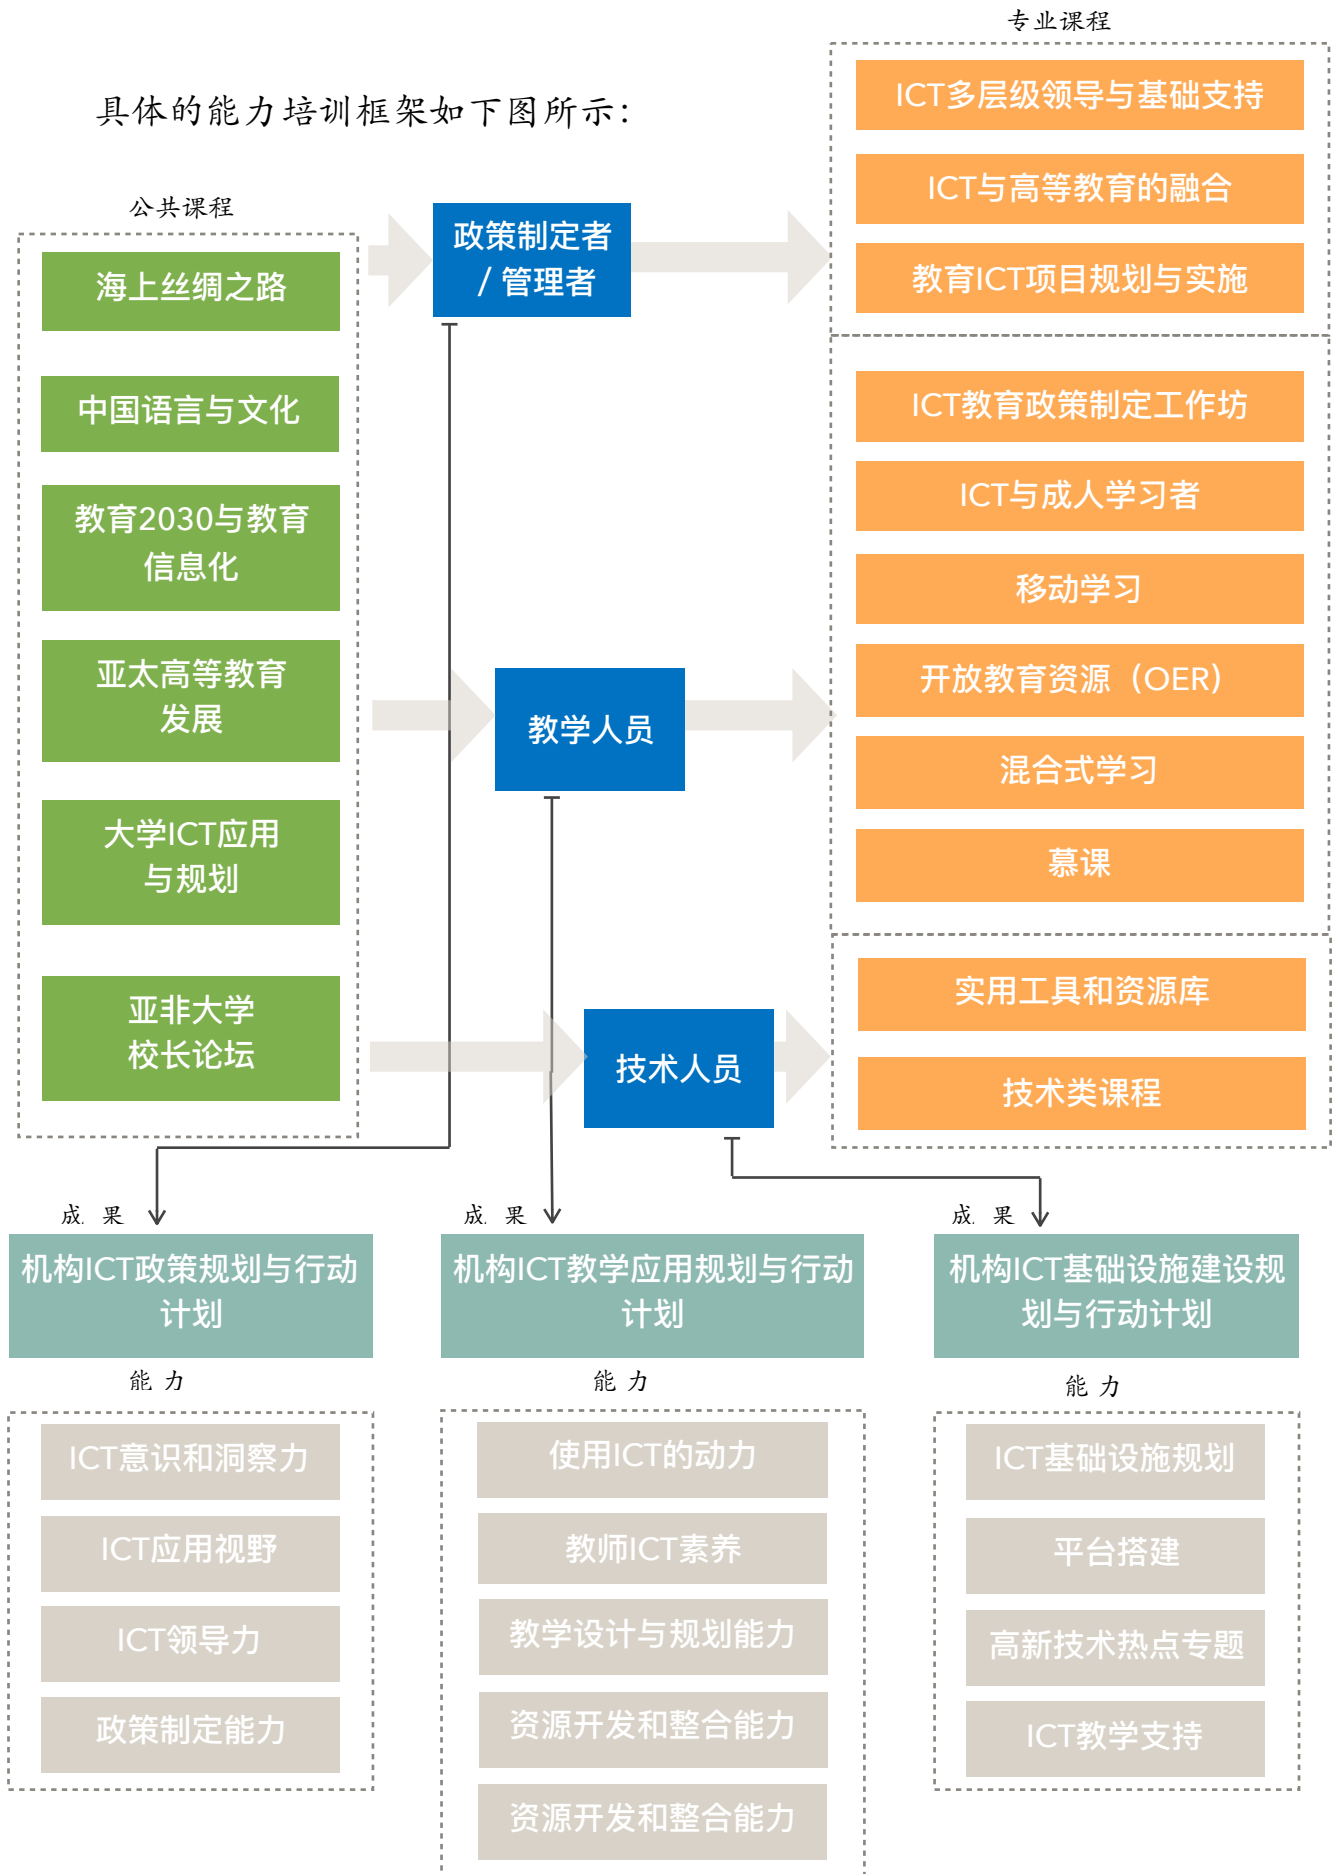 专业课程
具体的能力培训框架如下图所示：
ICT多层级领导与基础支持
ICT与高等教育的融合
教育ICT项目规划与实施
公共课程
海上丝绸之路
中国语言与文化
教育2030与教育
信息化
亚太高等教育
发展
大学ICT应用
与规划
亚非大学
校长论坛
政策制定者
/ 管理者
教学人员
技术人员
ICT教育政策制定工作坊
ICT与成人学习者
移动学习
开放教育资源（OER）
混合式学习
慕课
实用工具和资源库
技术类课程
成 果
机构ICT政策规划与行动
计划
能 力
ICT意识和洞察力
ICT应用视野
ICT领导力
政策制定能力
成 果
机构ICT教学应用规划与行动
计划
能 力
使用ICT的动力
教师ICT素养
教学设计与规划能力
资源开发和整合能力
资源开发和整合能力
成 果
机构ICT基础设施建设规
划与行动计划
能 力
ICT基础设施规划
平台搭建
高新技术热点专题
ICT教学支持